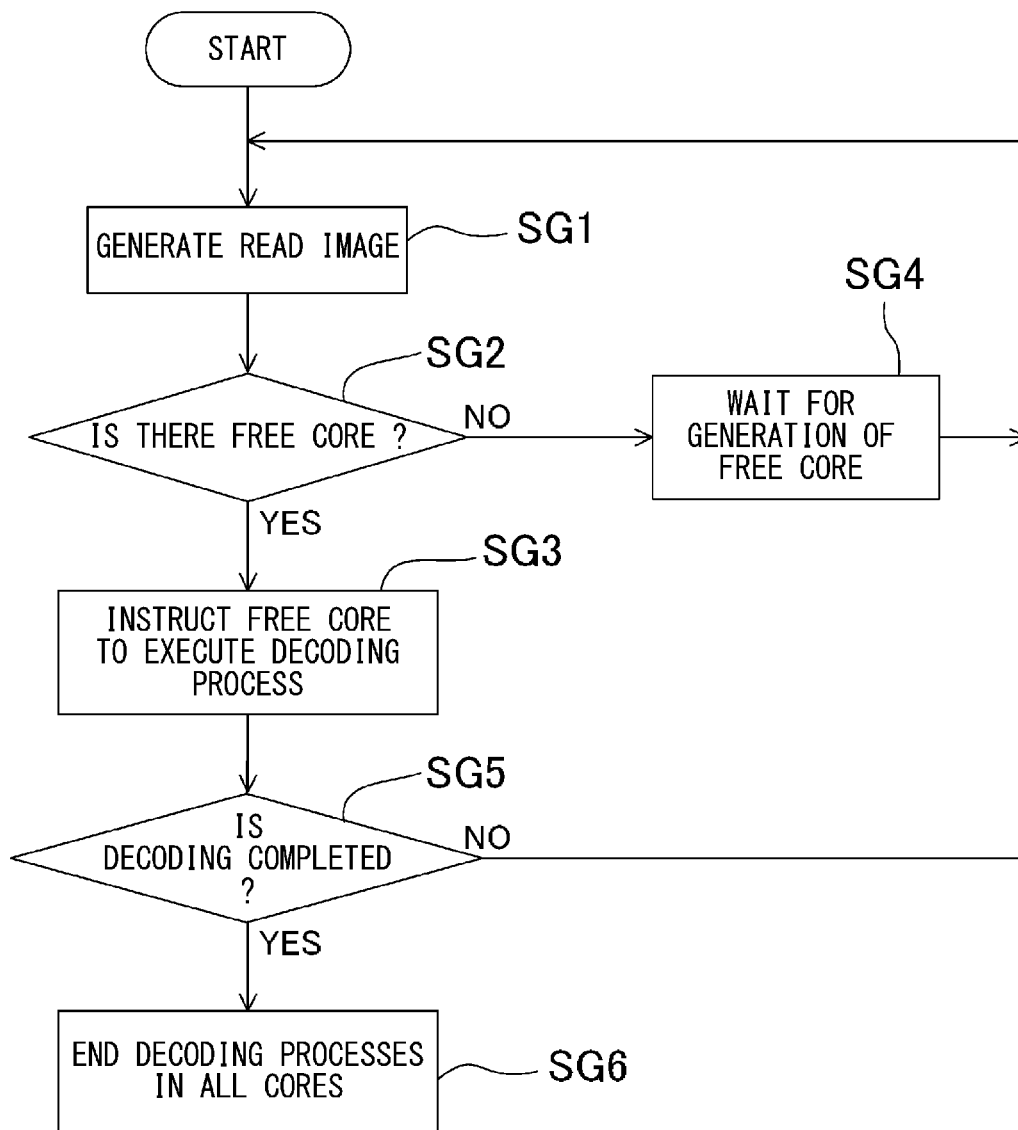 START
GENERATE READ IMAGE
SG1
SG4
SG2
IS THERE FREE CORE ?
NO
WAIT FOR
GENERATION OF
FREE CORE
YES
SG3
INSTRUCT FREE CORE
TO EXECUTE DECODING
PROCESS
SG5
IS
DECODING COMPLETED
?
NO
YES
END DECODING PROCESSES
IN ALL CORES
SG6